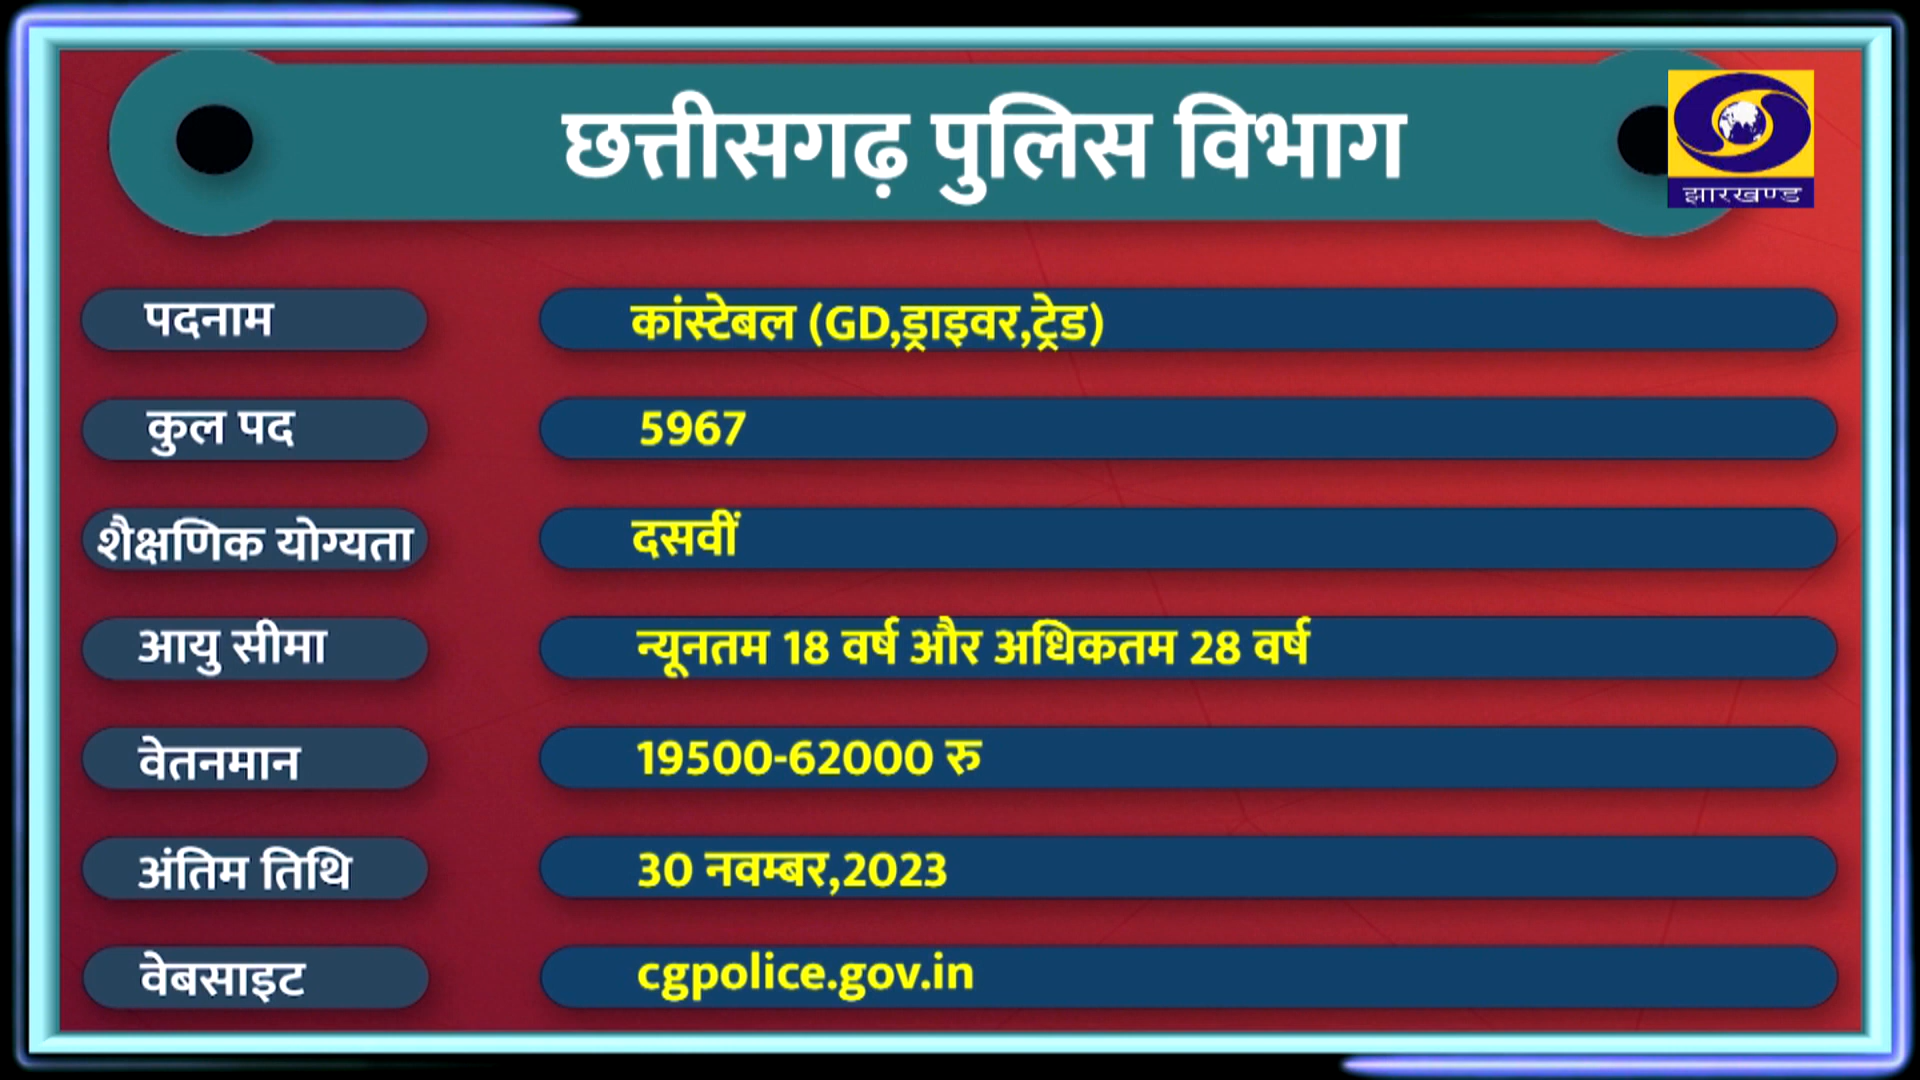 छत्तीसगढ़ पुलिस विभाग
झारखण्ड
पदनाम कांस्टेबल (GD,ड्राइवर,ट्रेड)
कुल पद 5967
शैक्षणिक योग्यता दसवीं
आयु सीमा न्यूनतम 18 वर्ष और अधिकतम 28 वर्ष
वेतनमान 19500-62000 रु
अंतिम तिथि 30 नवम्बर,2023
वेबसाइट cgpolice.gov.in